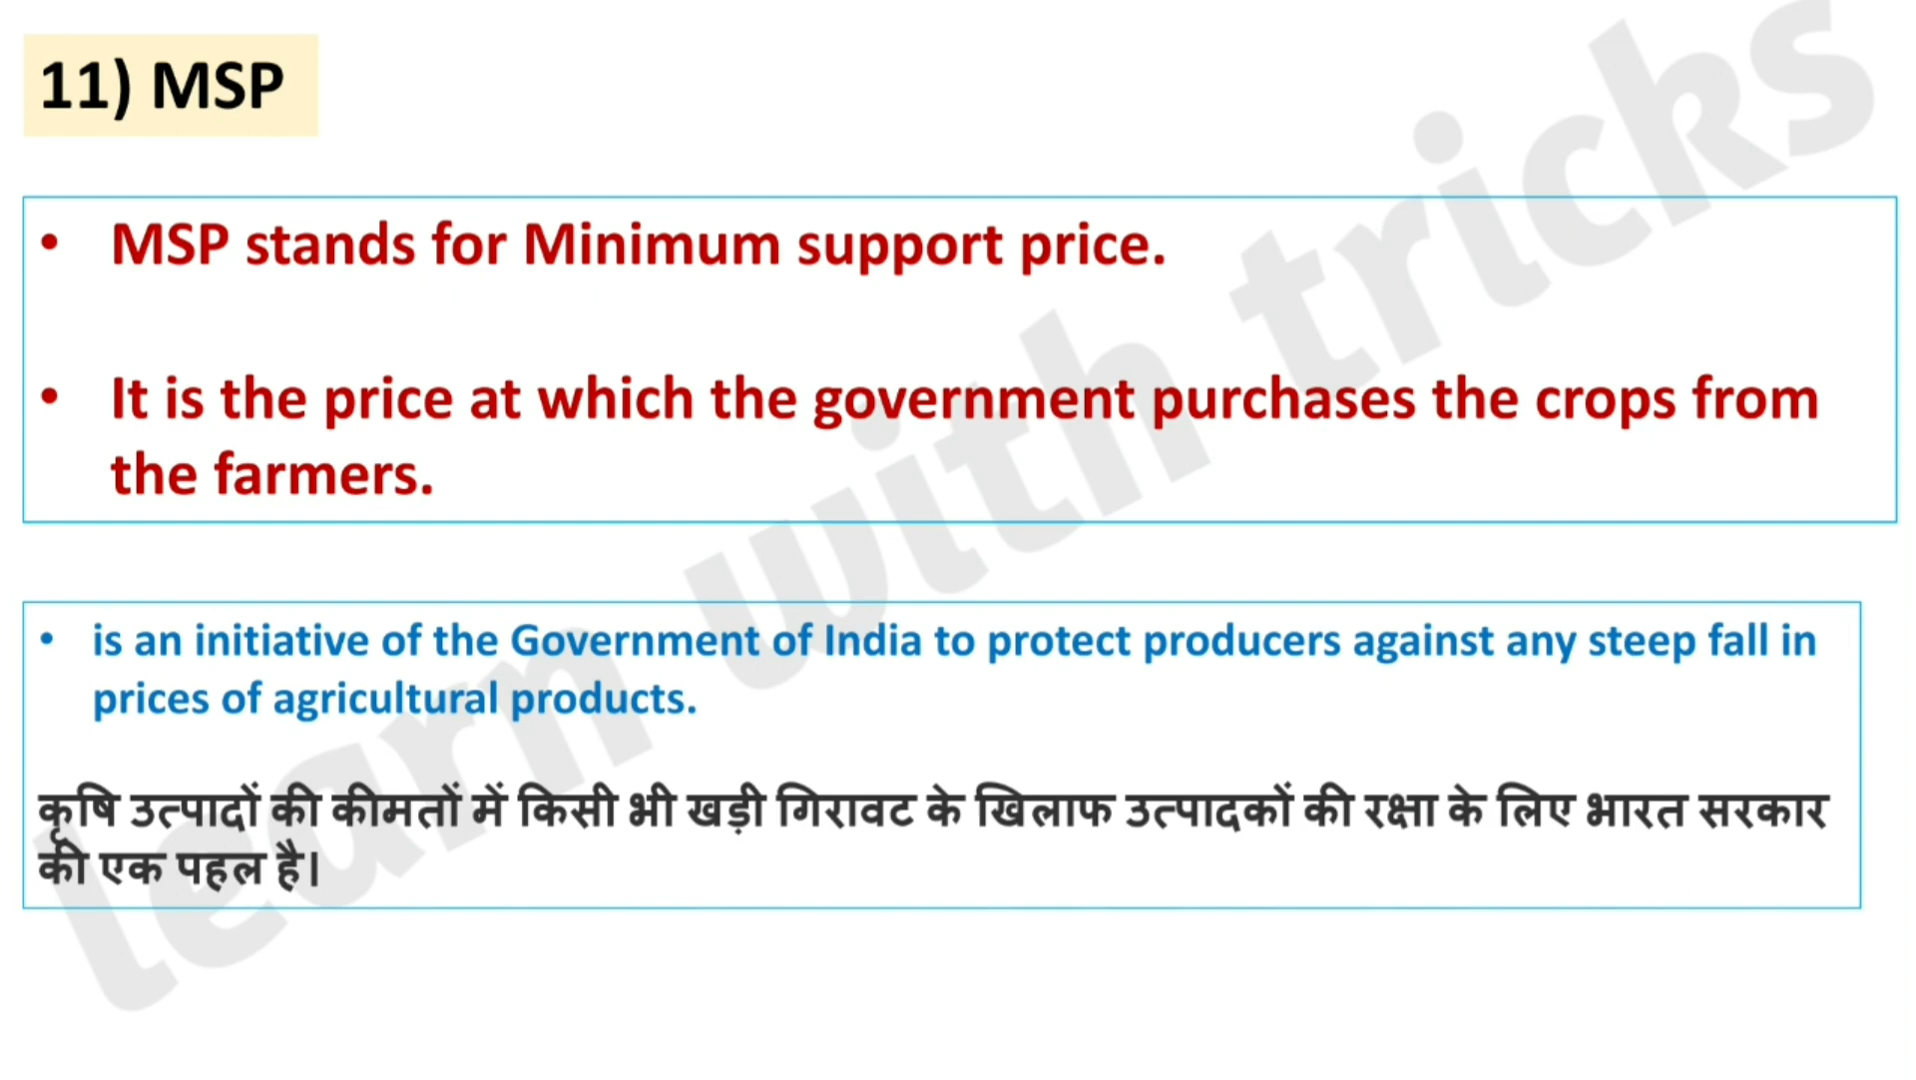 11) MSP
• MSP stands for Minimum support price.
• It is the price at which the government purchases the crops from
the farmers.
• is an initiative of the Government of India to protect producers against any steep fall in
prices of agricultural products.
कृषि उत्पादों की कीमतों में किसी भी खड़ी गिरावट के खिलाफ उत्पादकों की रक्षा के लिए भारत सरकार
की एक पहल है।
learn with tricks